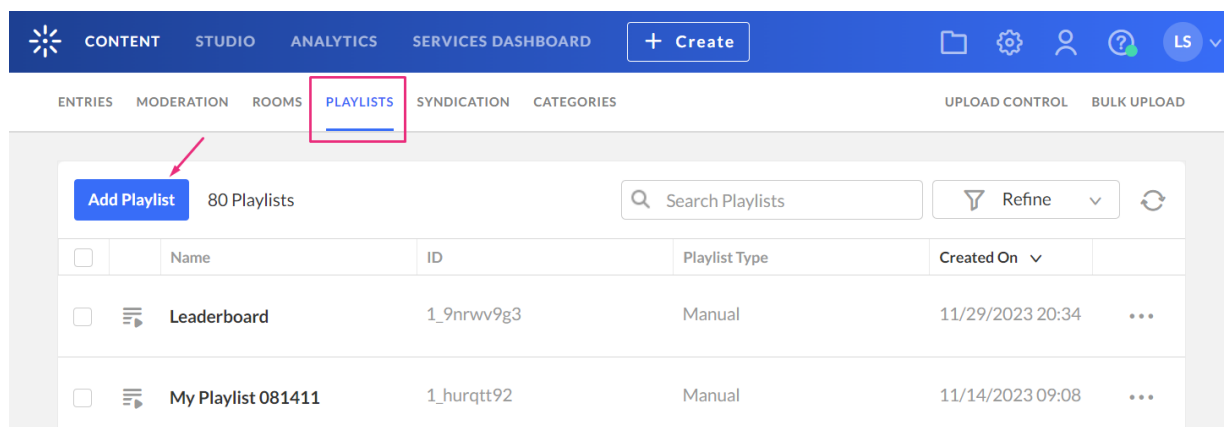 CONTENT STUDIO ANALYTICS SERVICES DASHBOARD + Create ? LS
ENTRIES MODERATION ROOMS PLAYLISTS SYNDICATION CATEGORIES UPLOAD CONTROL BULK UPLOAD
Add Playlist 80 Playlists Search Playlists Refine
Name ID Playlist Type Created On
Leaderboard 1_9nrwv9g3 Manual 11/29/2023 20:34
My Playlist 081411 1_hurqtt92 Manual 11/14/2023 09:08